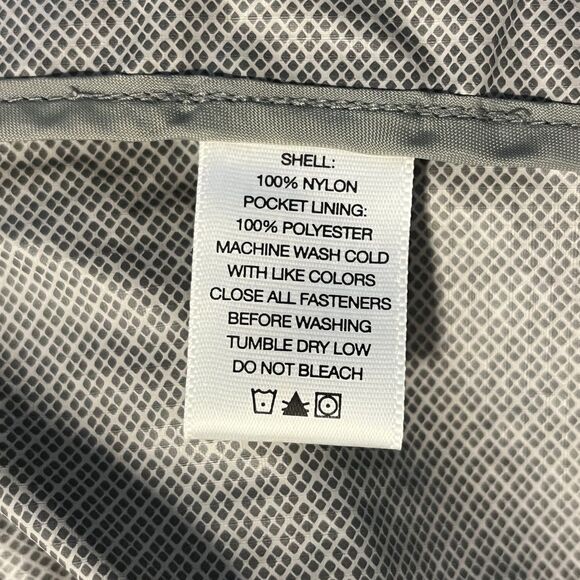 SHELL:
100% NYLON
POCKET LINING:
100% POLYESTER
MACHINE WASH COLD
WITH LIKE COLORS
CLOSE ALL FASTENERS
BEFORE WASHING
TUMBLE DRY LOW
DO NOT BLEACH